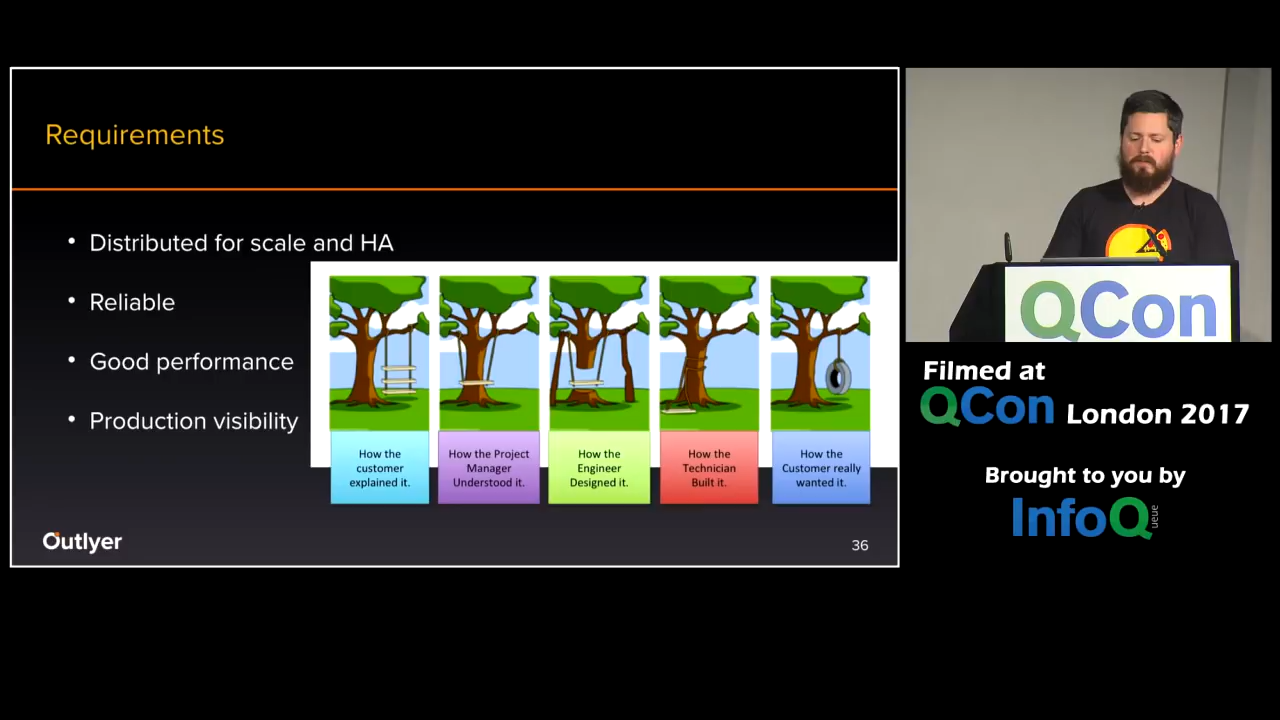 Requirements
• Distributed for scale and HA
• Reliable
• Good performance
• Production visibility
How the
customer
explained it.
How the Project
Manager
Understood it.
How the
Engineer
Designed it.
How the
Technician
Built it.
How the
Customer really
wanted it.
Outlyer
36
QCon
Filmed at
QCon London 2017
Brought to you by
InfoQ
ueue